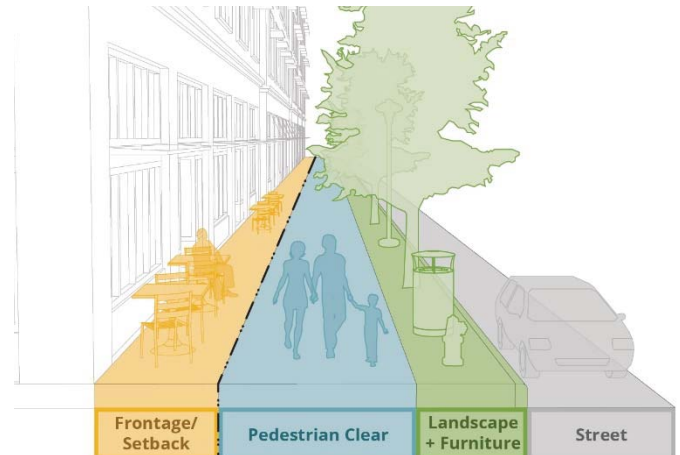 Frontage/
Setback
Pedestrian Clear
Landscape
+ Furniture
Street